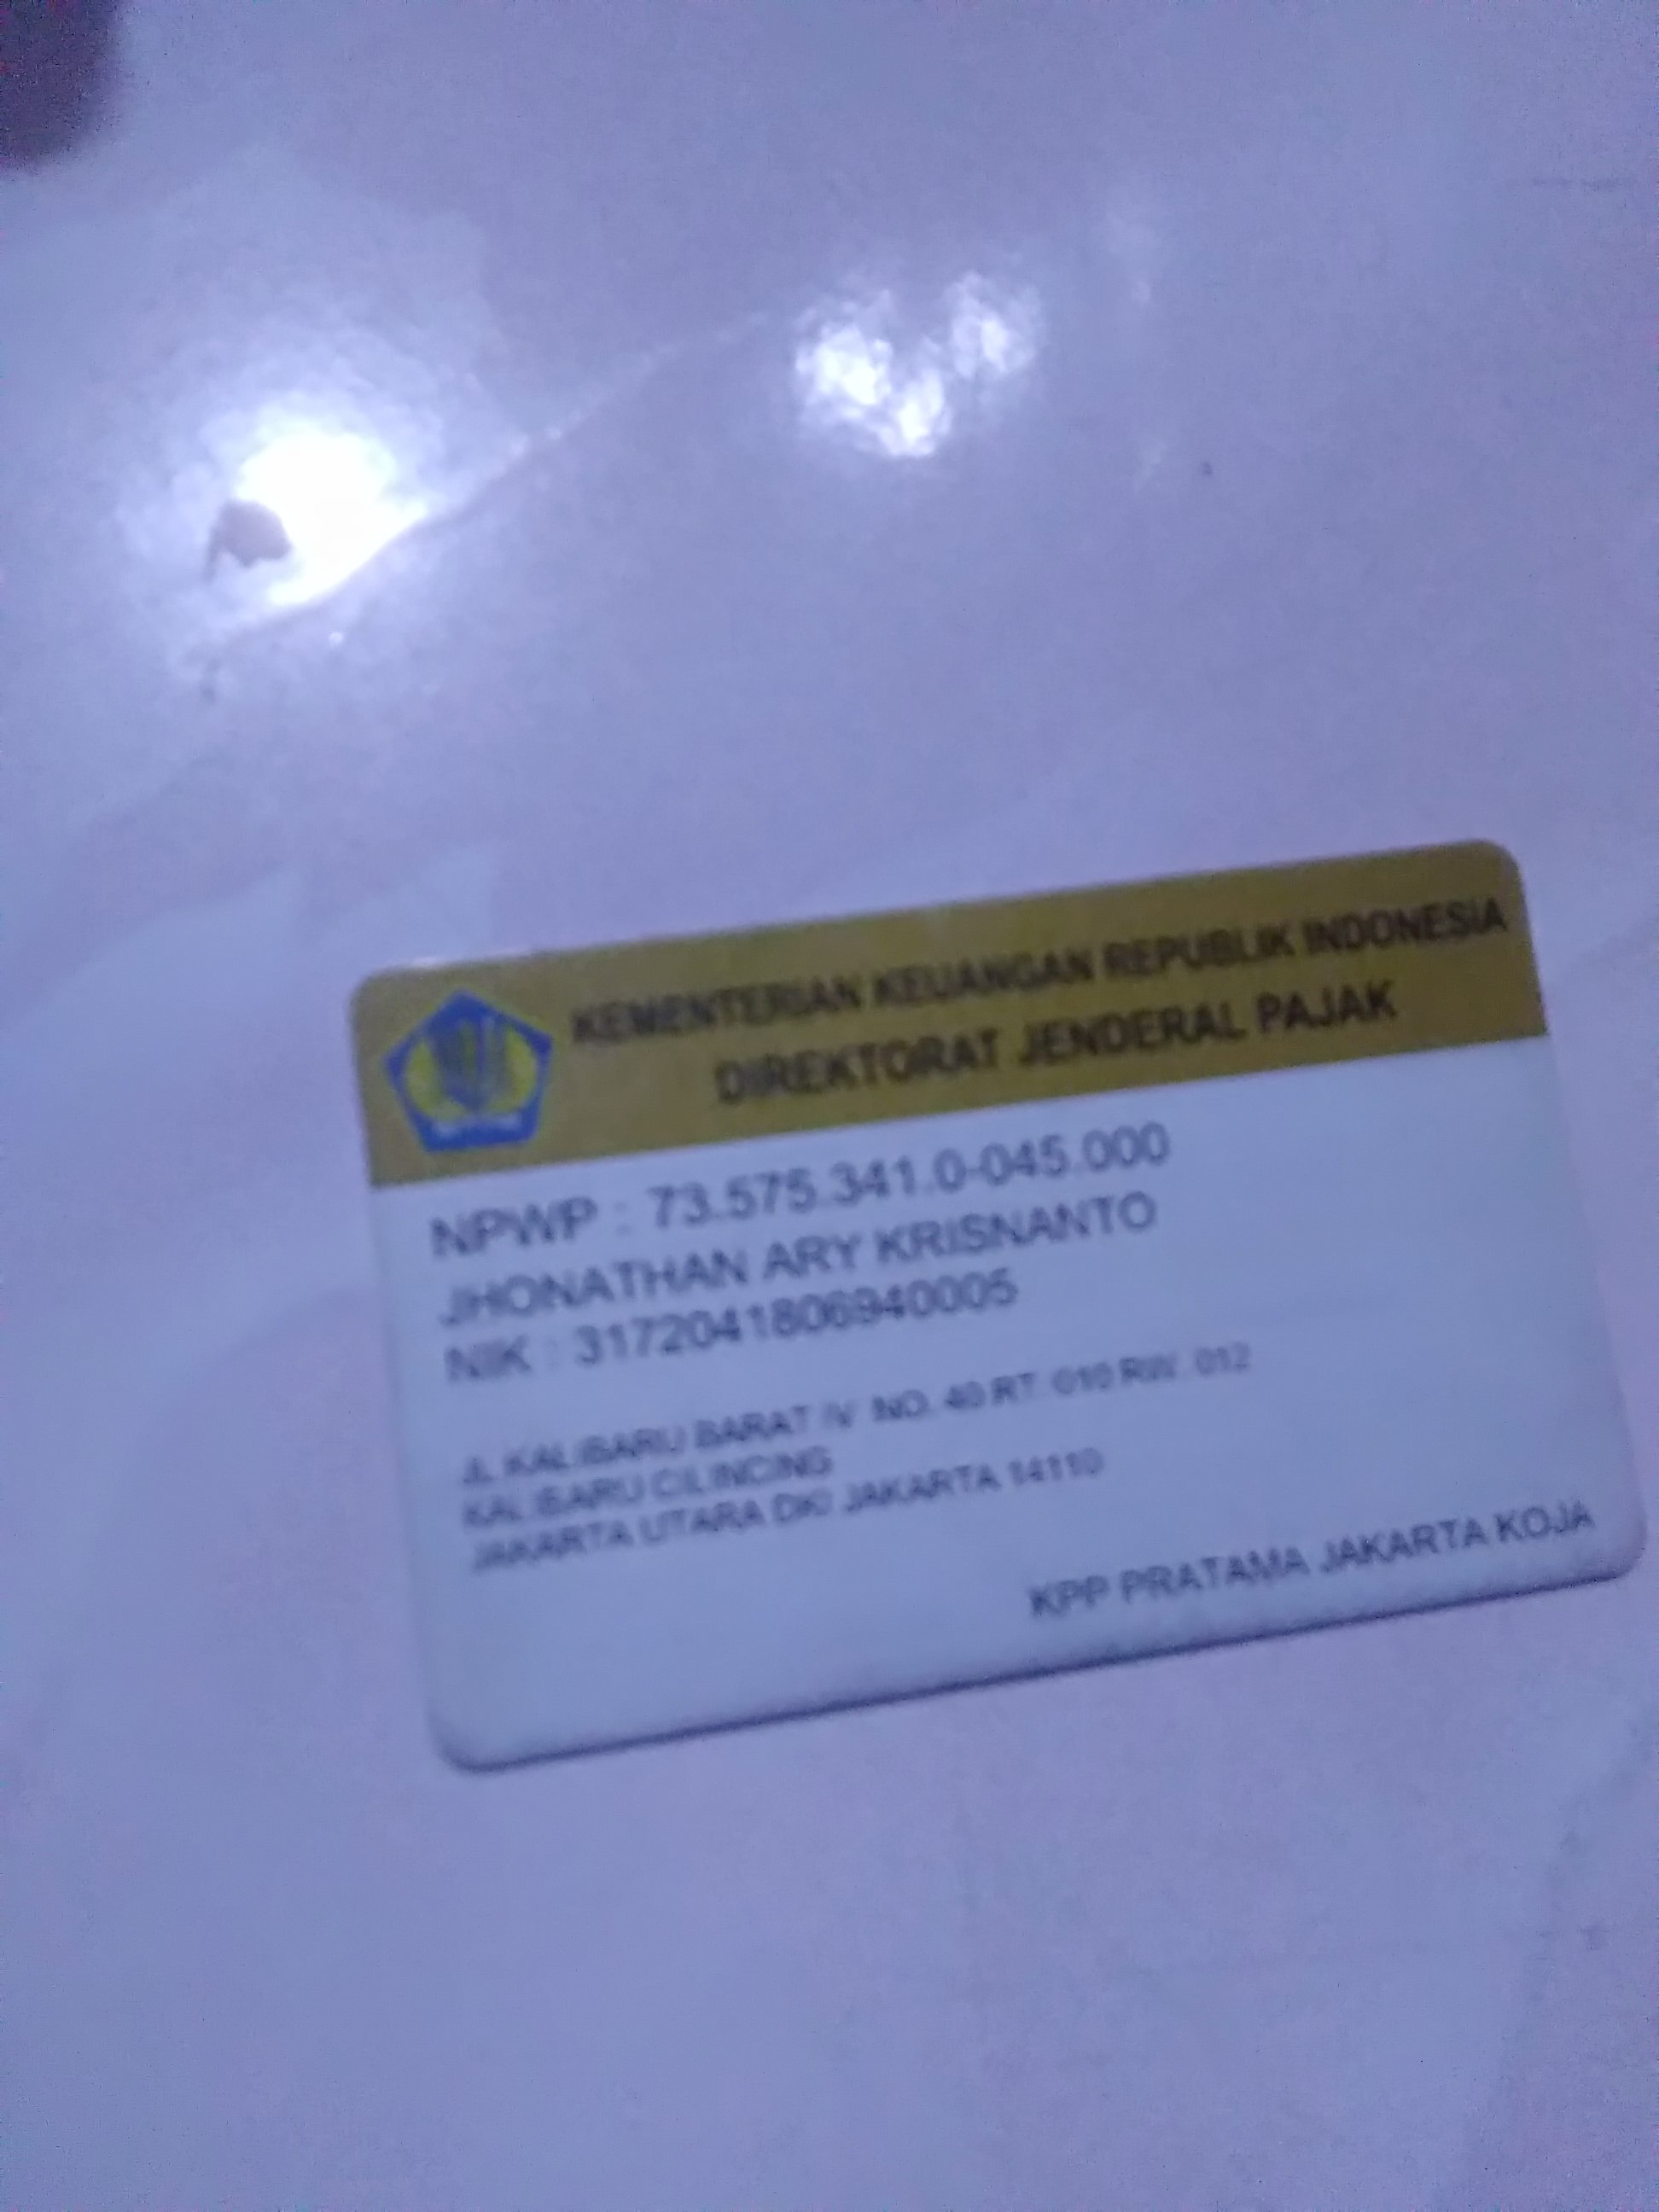 KEMENTERIAN KEUANGAN REPUBLIK INDONESIA
DIREKTORAT JENDERAL PAJAK
NPWP : 73.575.341.0-045.000
JHONATHAN ARY KRISNANTO
NIK : 3172041806940005
JL KALIBARU BARAT IV NO. 40 RT. 010 RW. 012
KALIBARU CILINCING
JAKARTA UTARA DKI JAKARTA 14110
KPP PRATAMA JAKARTA KOJA